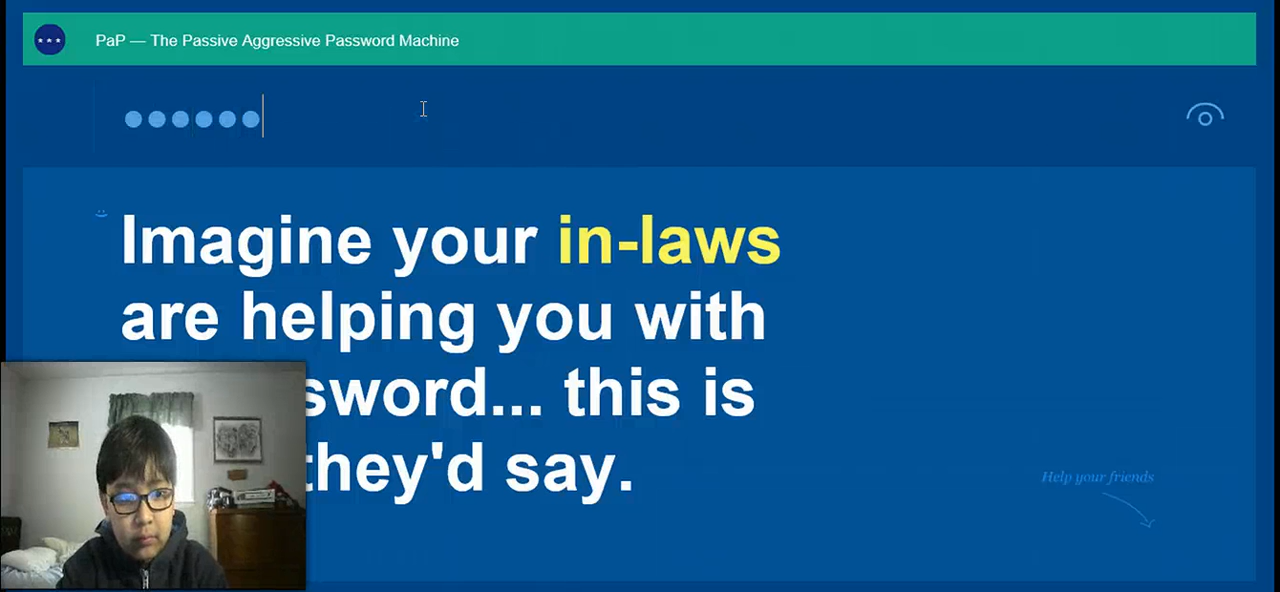 PaP — The Passive Aggressive Password Machine
Imagine your in-laws
are helping you with
sword... this is
they'd say.
Help your friends